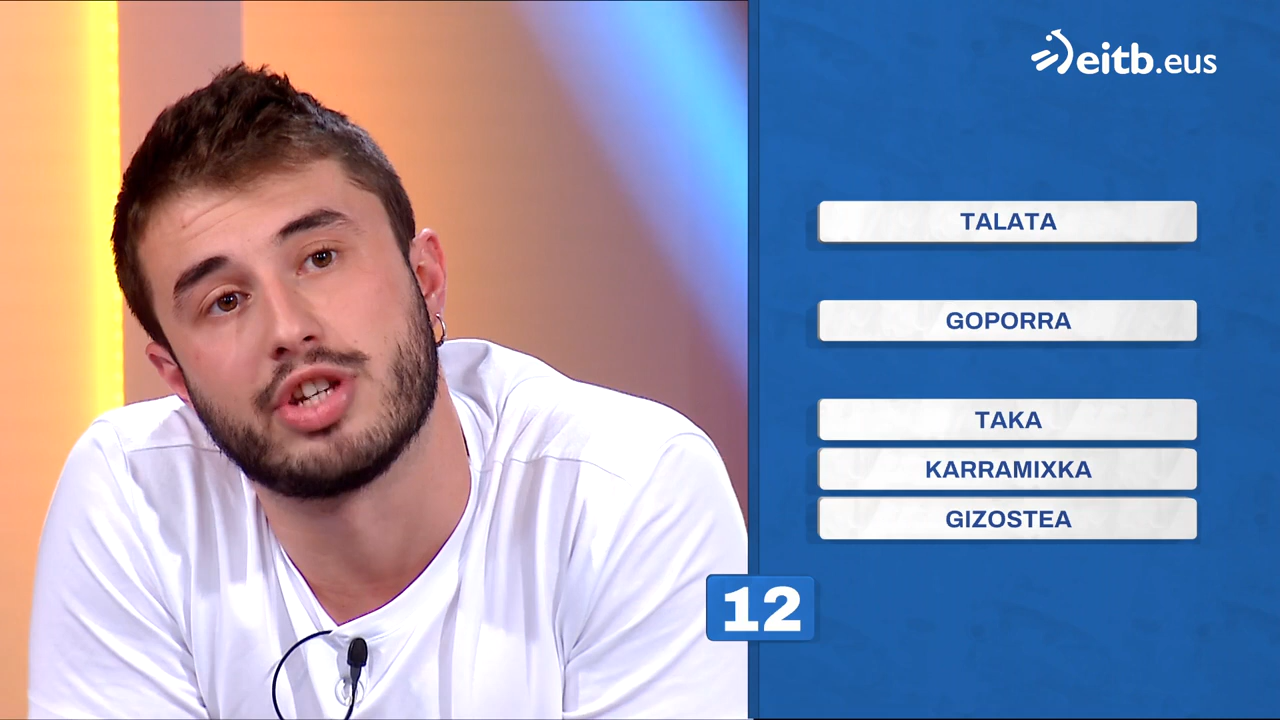 eitb.eus
TALATA
GOPORRA
TAKA
KARRAMIXKA
GIZOSTEA
12